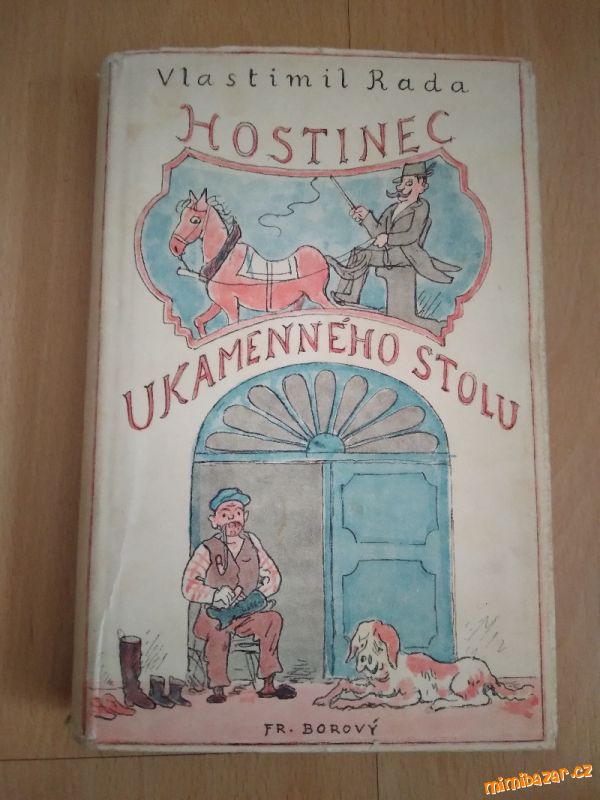 Vlastimil Rada
HOSTINEC
U KAMENNÉHO STOLU
FR. BOROVÝ
mimibazar.cz